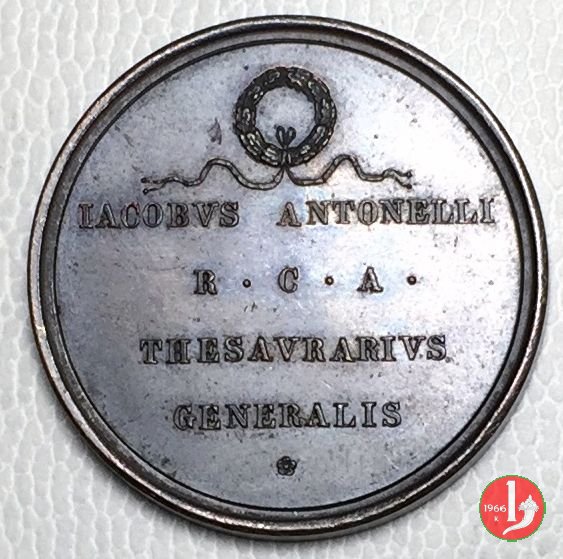 IACOBVS ANTONELLI
R · C · A ·
THESAVRARIVS
GENERALIS
1966